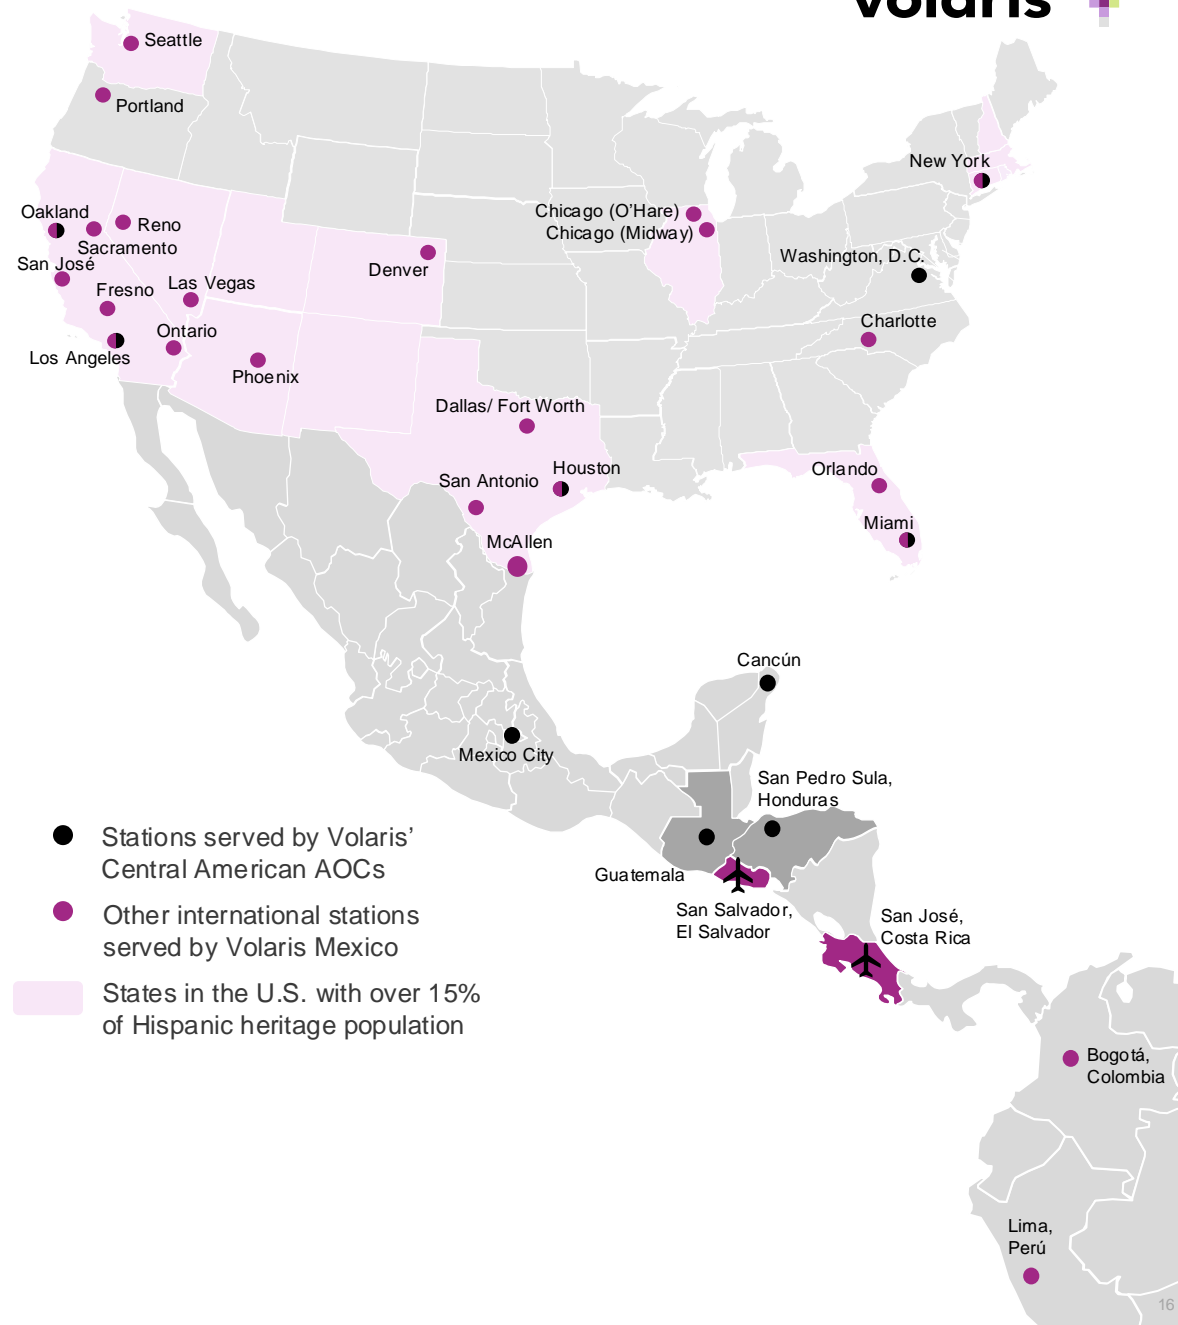 volaris
Seattle
Portland
New York
Oakland
Reno
Sacramento
San José
Chicago (O'Hare)
Chicago (Midway)
Washington, D.C.
Denver
Las Vegas
Fresno
Ontario
Los Angeles
Charlotte
Phoenix
Dallas/ Fort Worth
Houston
San Antonio
Orlando
Miami
McAllen
Cancún
Mexico City
San Pedro Sula,
Honduras
Guatemala
San Salvador,
El Salvador
San José,
Costa Rica
Stations served by Volaris’
Central American AOCs
Other international stations
served by Volaris Mexico
States in the U.S. with over 15%
of Hispanic heritage population
Bogotá,
Colombia
Lima,
Perú
16